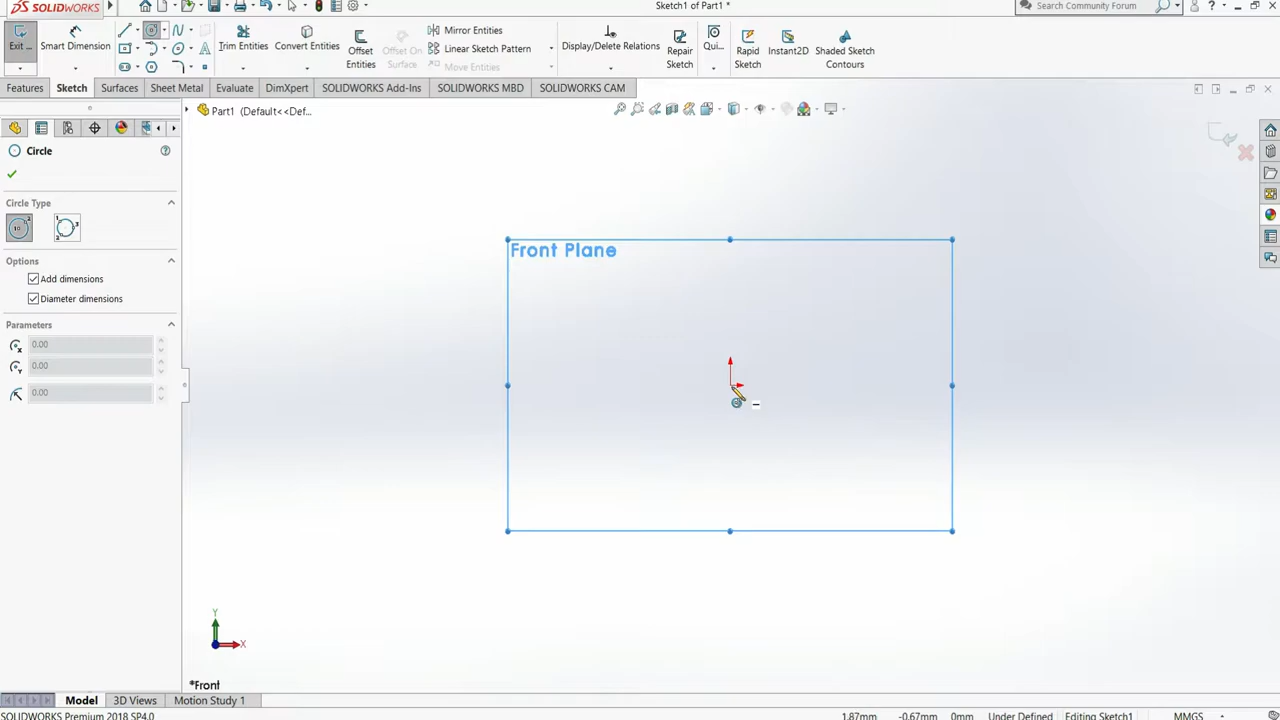 SOLIDWORKS
Sketch1 of Part1 *
Search Community Forum
Exit ...
Smart Dimension
Trim Entities
Convert Entities
Offset Entities
Offset On Surface
Mirror Entities
Linear Sketch Pattern
Move Entities
Display/Delete Relations
Repair Sketch
Qui...
Rapid Sketch
Instant2D
Shaded Sketch Contours
Features
Sketch
Surfaces
Sheet Metal
Evaluate
DimXpert
SOLIDWORKS Add-Ins
SOLIDWORKS MBD
SOLIDWORKS CAM
Part1 (Default<<Def...
Circle
Circle Type
Options
Add dimensions
Diameter dimensions
Parameters
0.00
0.00
0.00
Front Plane
Y
X
*Front
Model
3D Views
Motion Study 1
SOLIDWORKS Premium 2018 SP4.0
1.87mm
-0.67mm
0mm
Under Defined
Editing Sketch1
MMGS